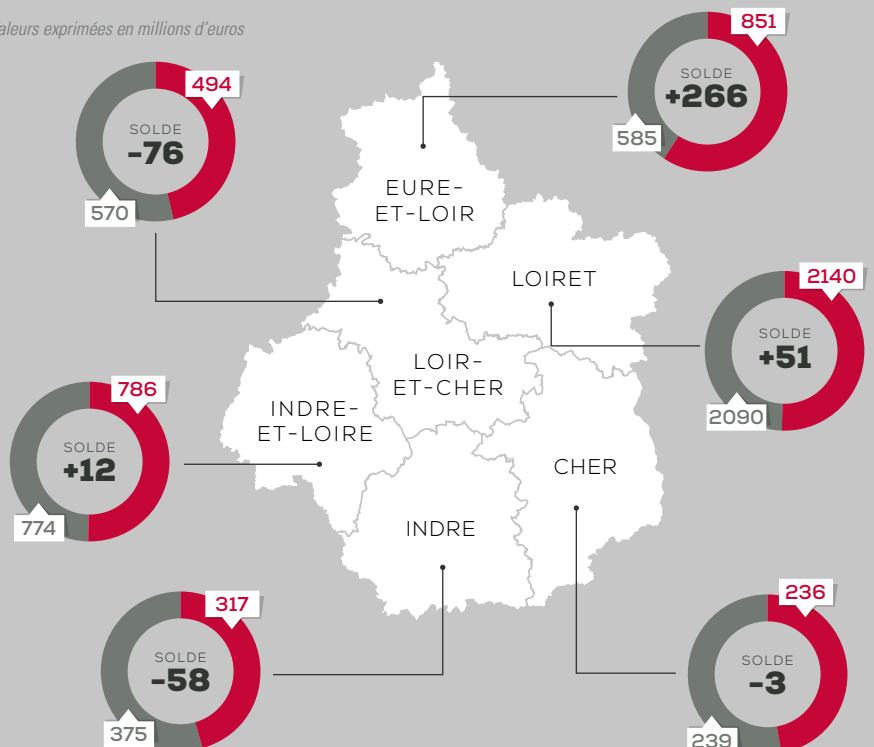 exprimées en millions d'euros
851
SOLDE
+266
585
494
SOLDE
-76
570
EURE-
ET-LOIR
LOIRET
2140
SOLDE
+51
2090
LOIR-
ET-CHER
786
SOLDE
+12
774
INDRE-
ET-LOIRE
CHER
INDRE
317
SOLDE
-58
375
236
SOLDE
-3
239